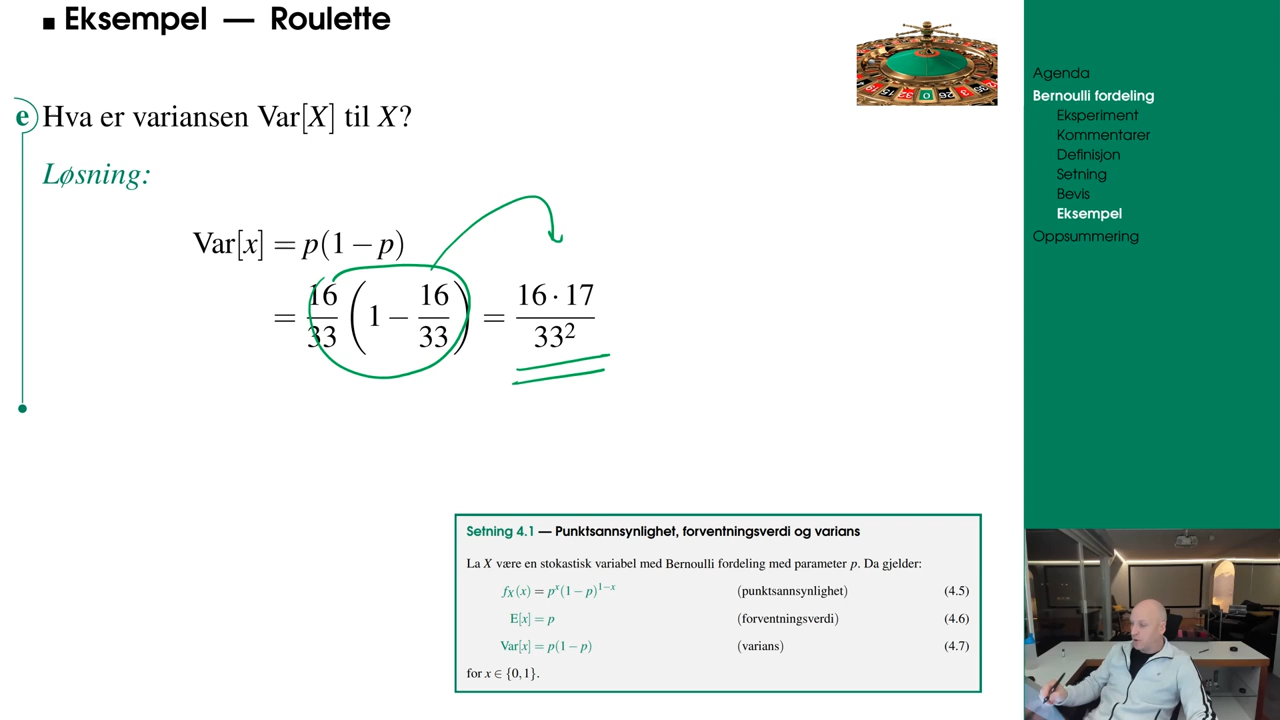 ▪ Eksempel — Roulette
e Hva er variansen Var[X] til X?
Løsning:
Var[x] = p(1 − p)
= 16/33 (1 − 16/33) = 16 · 17/33²
Setning 4.1 — Punktsannsynlighet, forventningsverdi og varians
La X være en stokastisk variabel med Bernoulli fordeling med parameter p. Da gjelder:
f_X(x) = p^x(1 − p)^{1−x} (punktsannsynlighet) (4.5)
E[x] = p (forventningsverdi) (4.6)
Var[x] = p(1 − p) (varians) (4.7)
for x ∈ {0,1}.
Agenda
Bernoulli fordeling
Eksperiment
Kommentarer
Definisjon
Setning
Bevis
Eksempel
Oppsummering